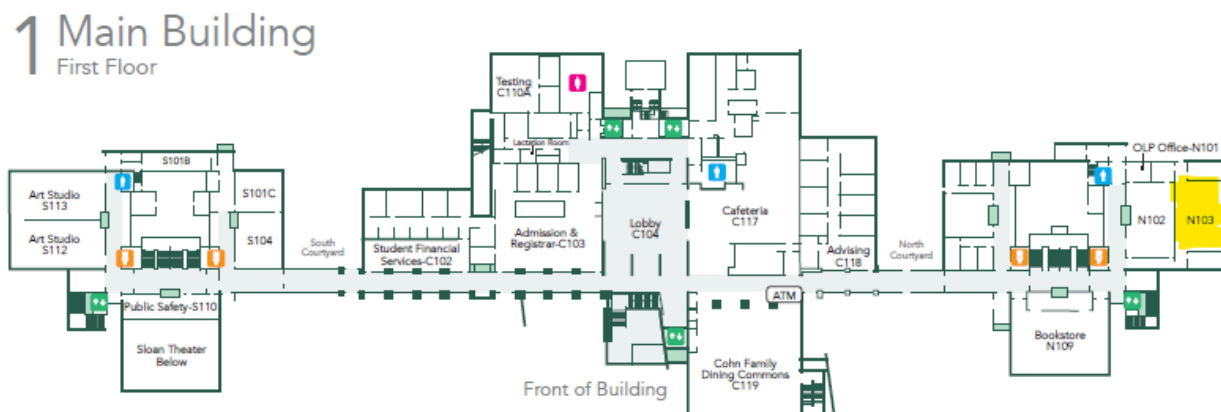 1 Main Building
First Floor
Testing
C110A
Lactation Room
S101B
OLP Office-N101
Art Studio
S113
S101C
Art Studio
S112
S104
South
Courtyard
Student Financial
Services-C102
Admission &
Registrar-C103
Lobby
C104
Cafeteria
C117
Advising
C118
North
Courtyard
N102
N103
ATM
Public Safety-S110
Sloan Theater
Below
Bookstore
N109
Cohn Family
Dining Commons
C119
Front of Building